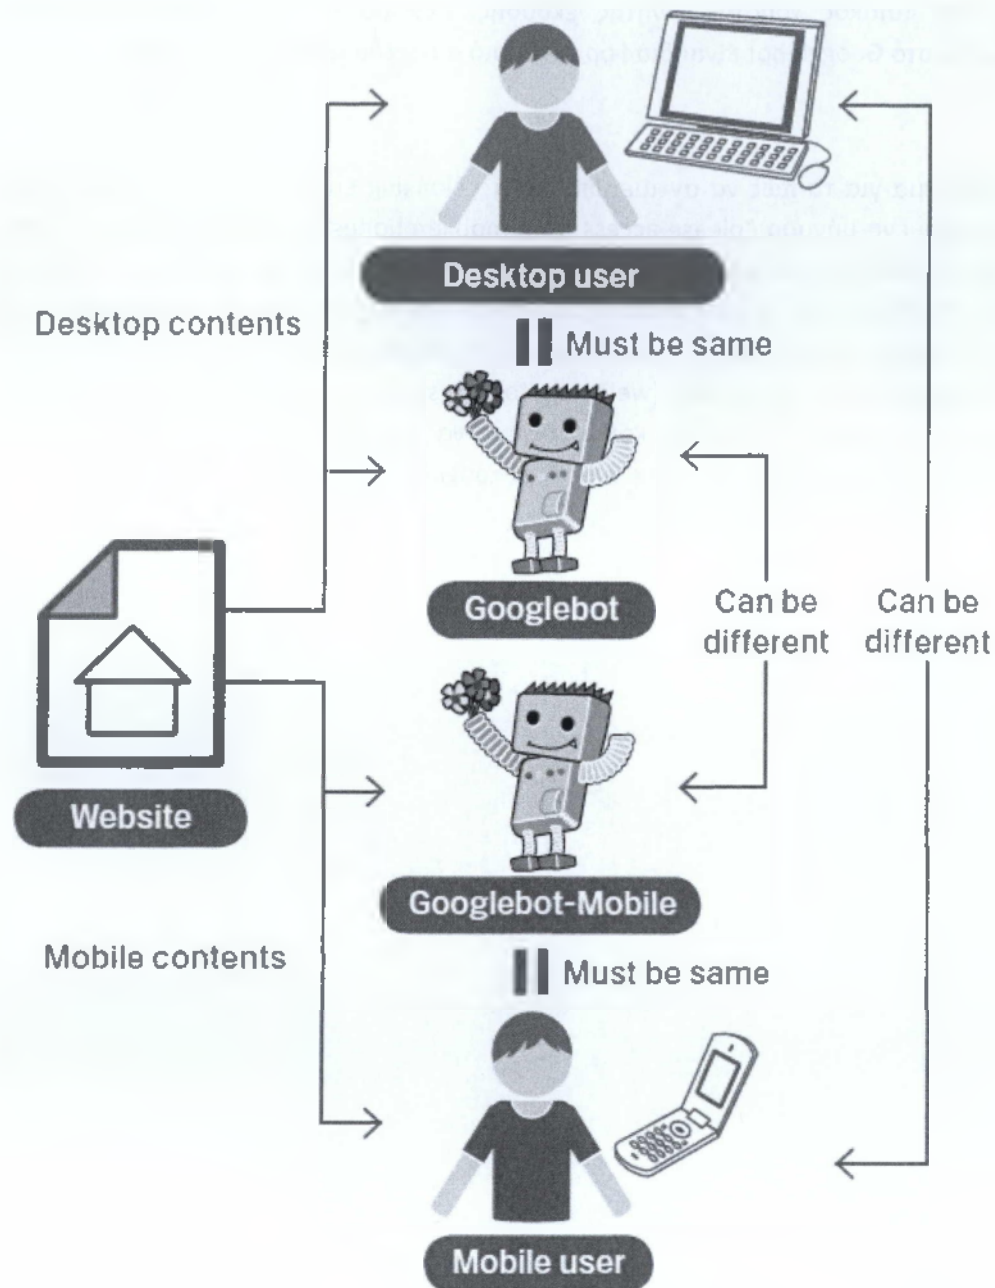 Desktop user
Desktop contents
Must be same
Googlebot
Can be
different
Can be
different
Website
Googlebot-Mobile
Mobile contents
Must be same
Mobile user